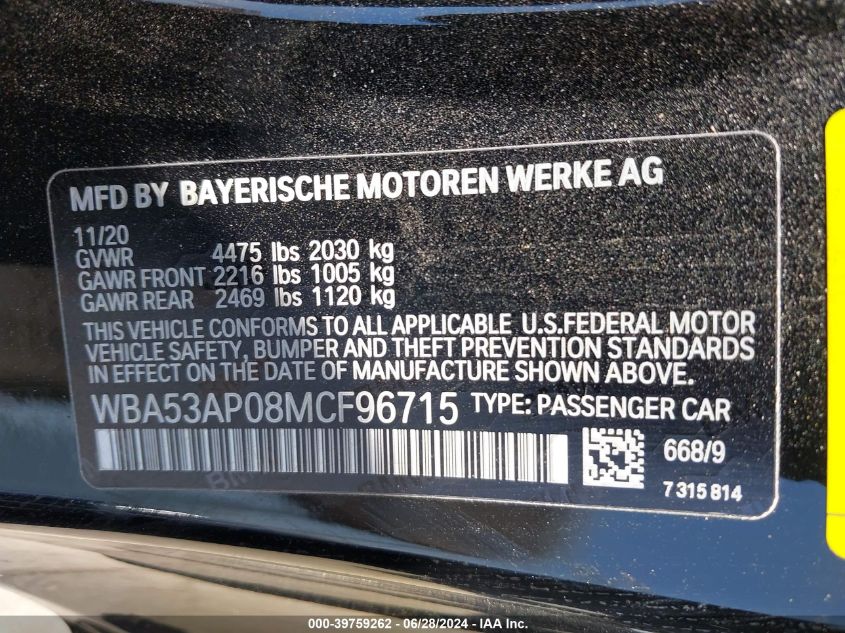 MFD BY BAYERISCHE MOTOREN WERKE AG
11/20
GVWR 4475 lbs 2030 kg
GAWR FRONT 2216 lbs 1005 kg
GAWR REAR 2469 lbs 1120 kg
THIS VEHICLE CONFORMS TO ALL APPLICABLE U.S.FEDERAL MOTOR
VEHICLE SAFETY, BUMPER AND THEFT PREVENTION STANDARDS
IN EFFECT ON THE DATE OF MANUFACTURE SHOWN ABOVE.
WBA53AP08MCF96715 TYPE: PASSENGER CAR
668/9
7 315 814
000-39759262 06/28/2024 - IAA Inc.